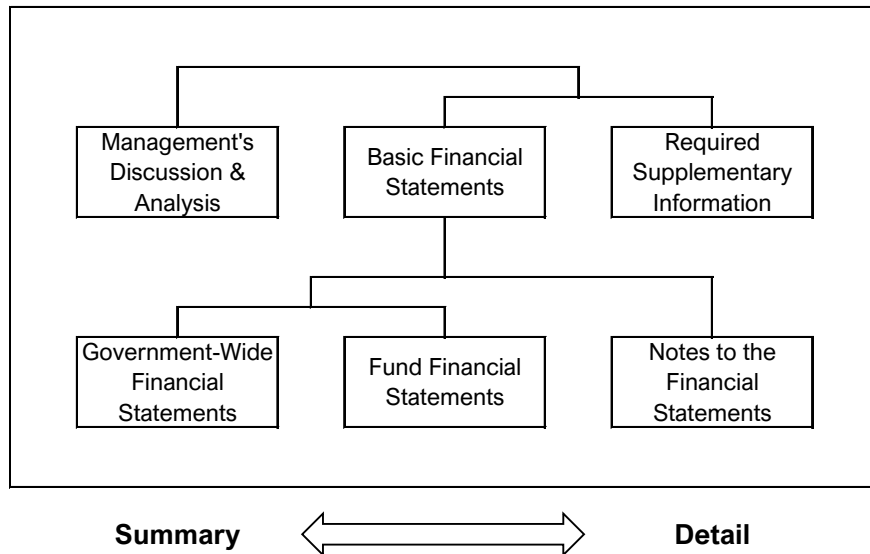 Management's
Discussion &
Analysis
Basic Financial
Statements
Required
Supplementary
Information
Government-Wide
Financial
Statements
Fund Financial
Statements
Notes to the
Financial
Statements
Summary
Detail